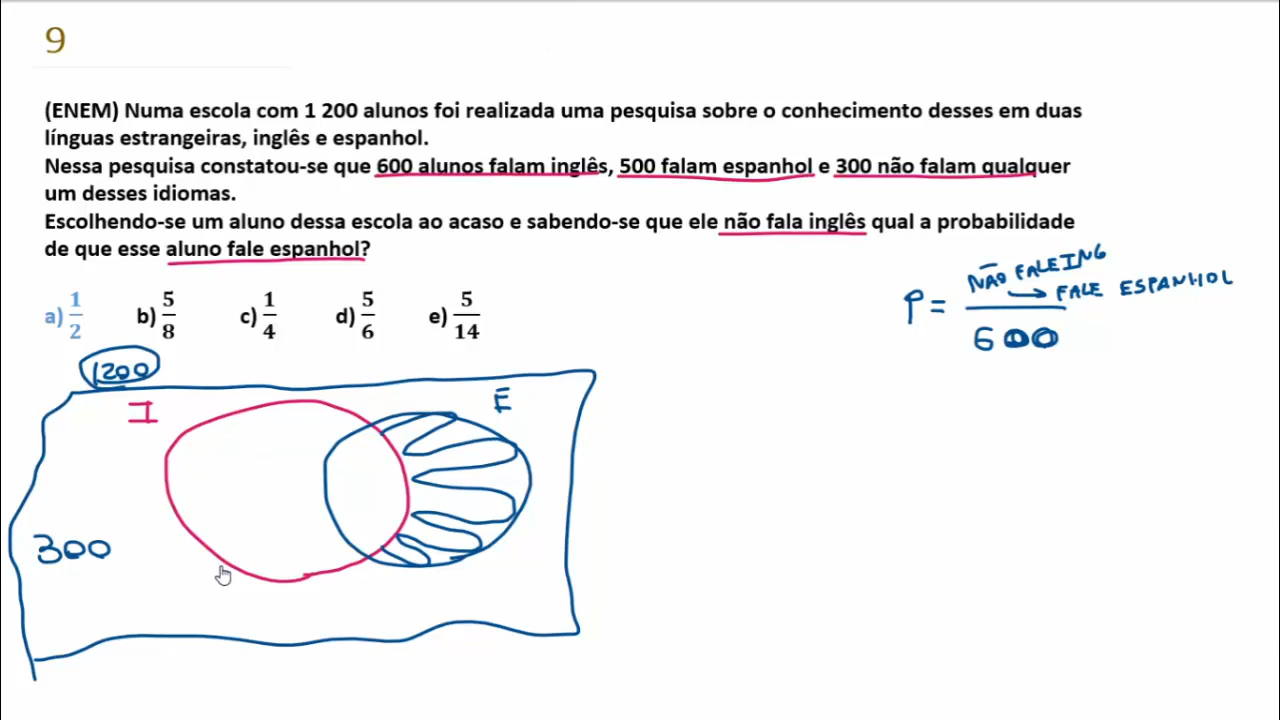 9
(ENEM) Numa escola com 1 200 alunos foi realizada uma pesquisa sobre o conhecimento desses em duas
línguas estrangeiras, inglês e espanhol.
Nessa pesquisa constatou-se que 600 alunos falam inglês, 500 falam espanhol e 300 não falam qualquer
um desses idiomas.
Escolhendo-se um aluno dessa escola ao acaso e sabendo-se que ele não fala inglês qual a probabilidade
de que esse aluno fale espanhol?
a) 1/2 b) 5/8 c) 1/4 d) 5/6 e) 5/14
P =
NÃO FALE ING
→ FALE ESPANHOL
600
1200
I
E
300